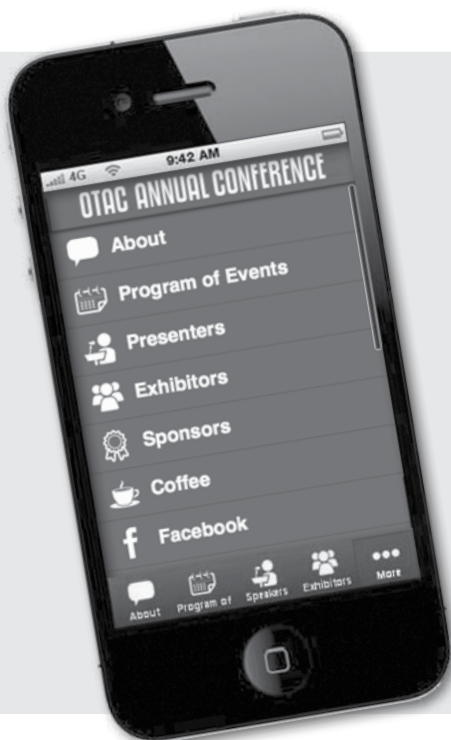 4G 9:42 AM
OTAC ANNUAL CONFERENCE
About
Program of Events
Presenters
Exhibitors
Sponsors
Coffee
f Facebook
About Program of Speakers Exhibitors More